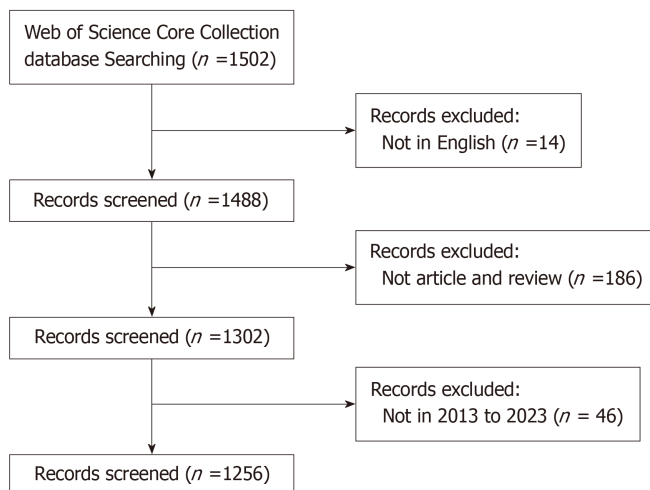 Web of Science Core Collection
database Searching (n =1502)
Records excluded:
Not in English (n =14)
Records screened (n =1488)
Records excluded:
Not article and review (n =186)
Records screened (n =1302)
Records excluded:
Not in 2013 to 2023 (n = 46)
Records screened (n =1256)